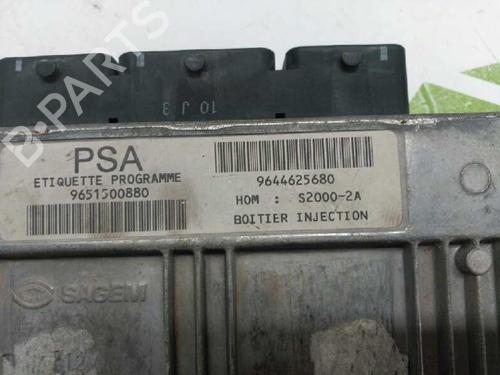 10 J 3
PSA
ETIQUETTE PROGRAMME
9651500880
9644625680
HOM : S2000-2A
BOITIER INJECTION
SAGEM
B-PARTS